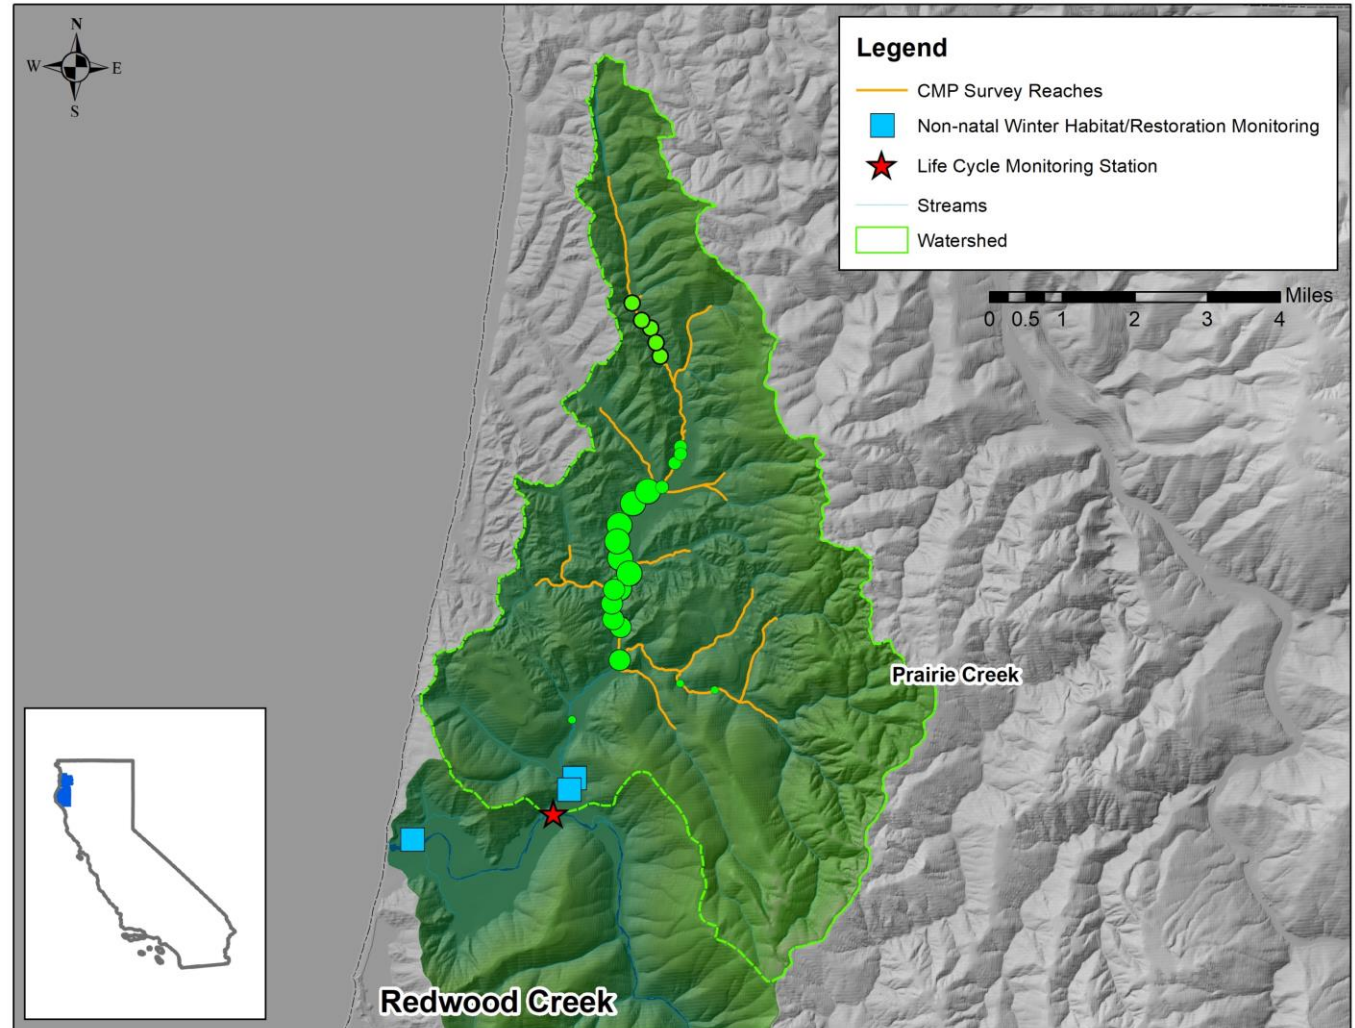 N
W
E
S
Legend
CMP Survey Reaches
Non-natal Winter Habitat/Restoration Monitoring
Life Cycle Monitoring Station
Streams
Watershed
Miles
0 0.5 1 2 3 4
Prairie Creek
Redwood Creek